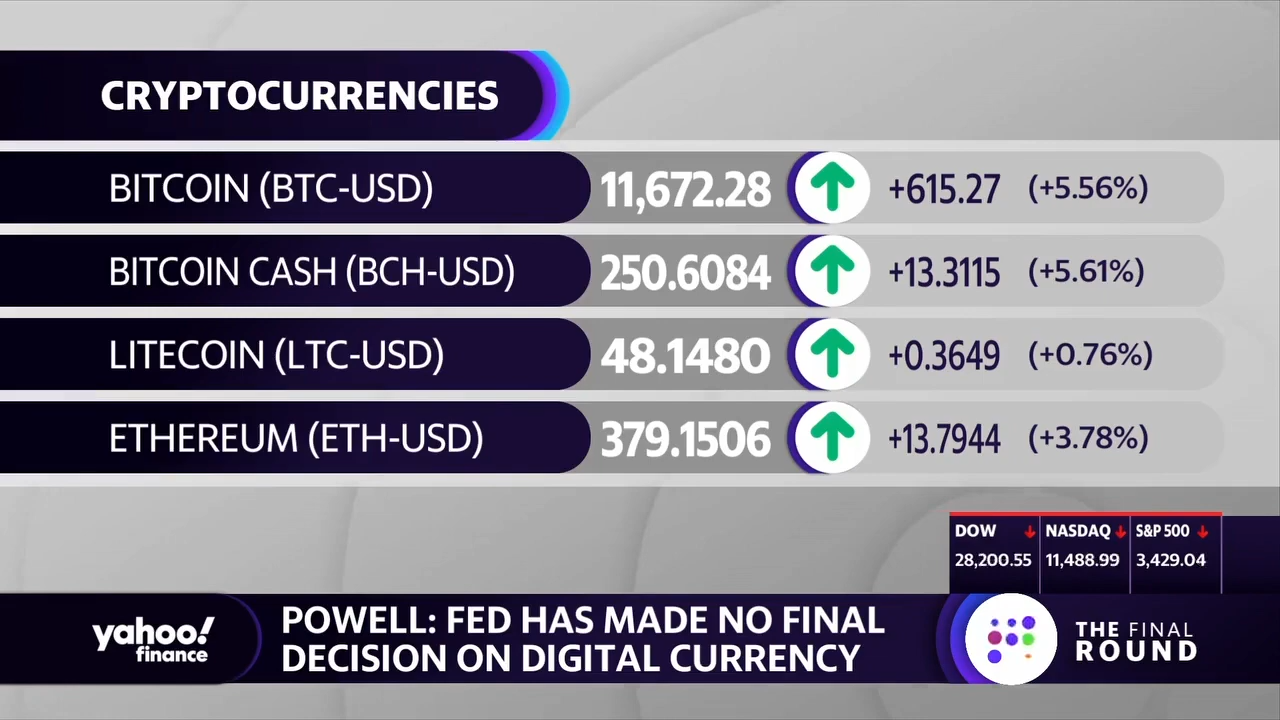 CRYPTOCURRENCIES
BITCOIN (BTC-USD) 11,672.28 +615.27 (+5.56%)
BITCOIN CASH (BCH-USD) 250.6084 +13.3115 (+5.61%)
LITECOIN (LTC-USD) 48.1480 +0.3649 (+0.76%)
ETHEREUM (ETH-USD) 379.1506 +13.7944 (+3.78%)
DOW NASDAQ S&P 500
28,200.55 11,488.99 3,429.04
yahoo!
finance
POWELL: FED HAS MADE NO FINAL
DECISION ON DIGITAL CURRENCY
THE FINAL
ROUND